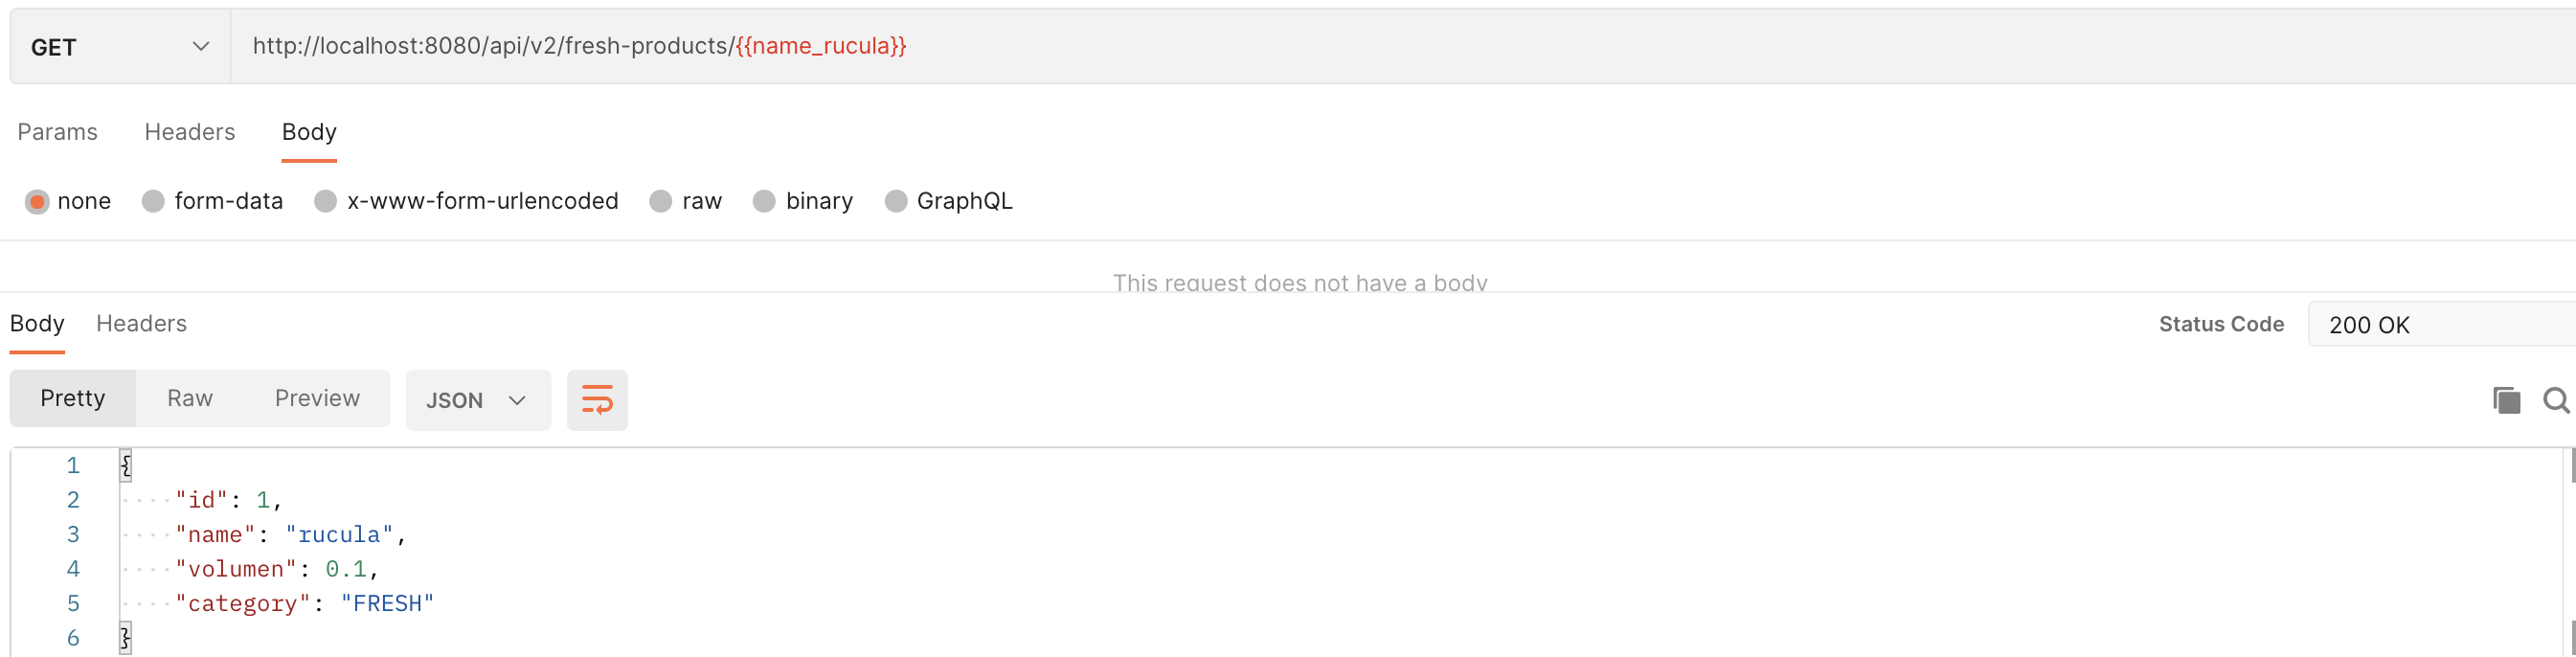 GET http://localhost:8080/api/v2/fresh-products/{{name_rucula}}
Params Headers Body
none form-data x-www-form-urlencoded raw binary GraphQL
This request does not have a body
Body Headers Status Code 200 OK
Pretty Raw Preview JSON
1 {
2 "id": 1,
3 "name": "rucula",
4 "volumen": 0.1,
5 "category": "FRESH"
6 }